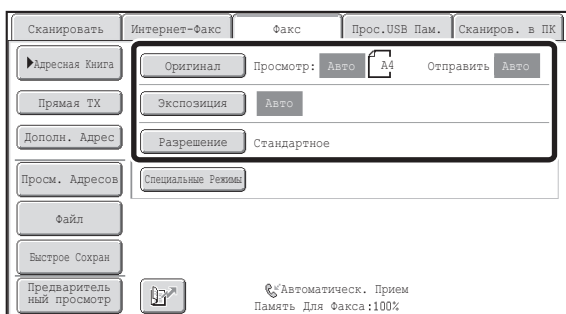 Сканировать Интернет-Факс Факс Прос.USB Пам. Сканиров. в ПК
Адресная Книга
Оригинал Просмотр: Авто A4 Отправить Авто
Прямая TX
Экспозиция Авто
Дополн. Адрес
Разрешение Стандартное
Просм. Адресов
Специальные Режимы
Файл
Быстрое Сохран
Предваритель
ный просмотр
Автоматическ. Прием
Память Для Факса:100%